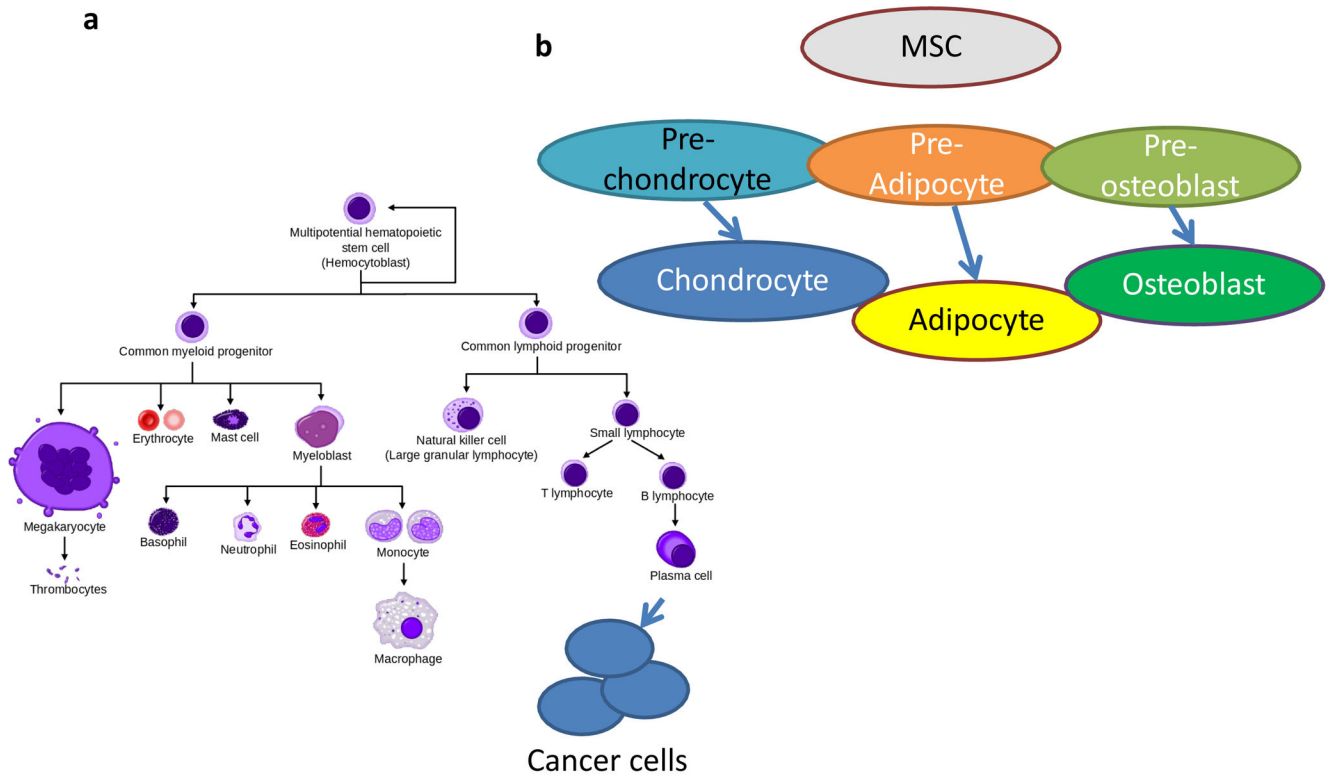 a
Multipotential hematopoietic
stem cell
(Hemocytoblast)
Common myeloid progenitor
Common lymphoid progenitor
Erythrocyte
Mast cell
Myeloblast
Natural killer cell
(Large granular lymphocyte)
Small lymphocyte
T lymphocyte
B lymphocyte
Megakaryocyte
Basophil
Neutrophil
Eosinophil
Monocyte
Thrombocytes
Plasma cell
Macrophage
Cancer cells
b
MSC
Pre-
chondrocyte
Pre-
Adipocyte
Pre-
osteoblast
Chondrocyte
Adipocyte
Osteoblast